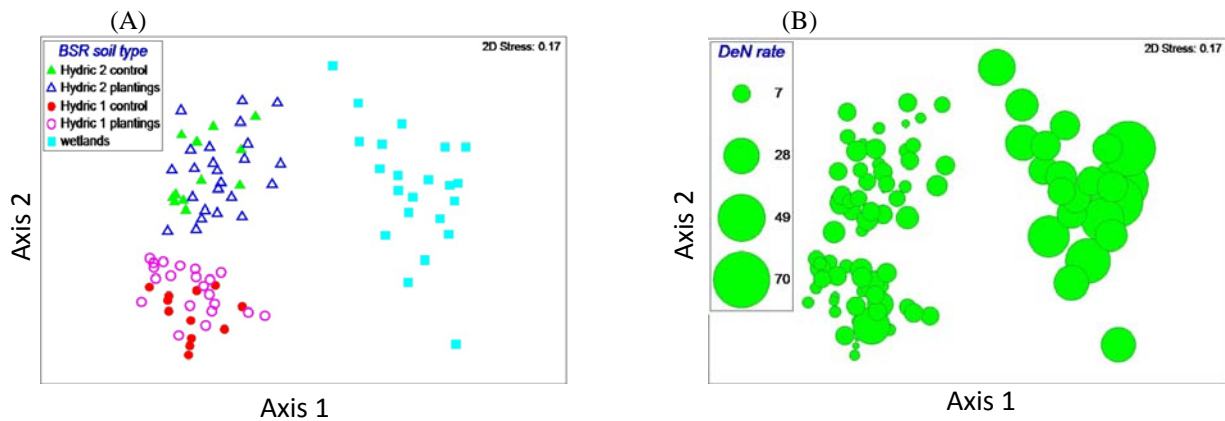 (A)
BSR soil type
Hydric 2 control
Hydric 2 plantings
Hydric 1 control
Hydric 1 plantings
wetlands
2D Stress: 0.17
Axis 2
Axis 1
(B)
DeN rate
7
28
49
70
2D Stress: 0.17
Axis 2
Axis 1